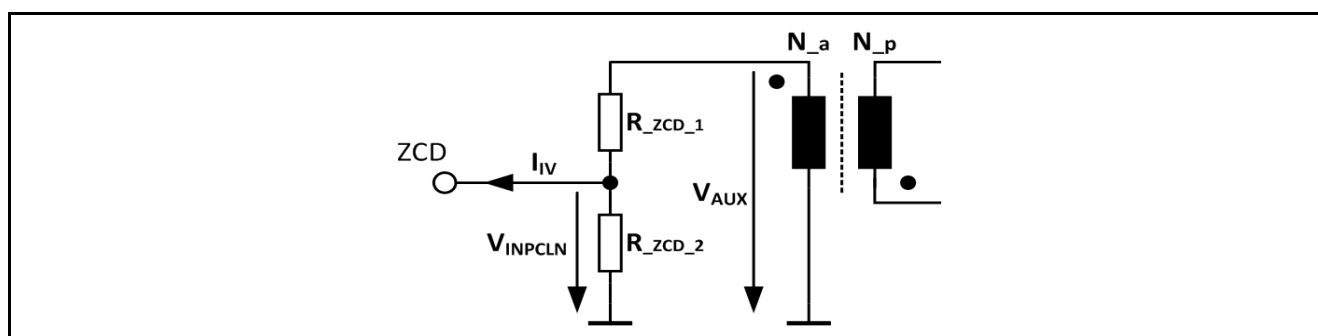 N_a N_p
R_ZCD_1
ZCD
I_IV
V_AUX
V_INPCLN
R_ZCD_2